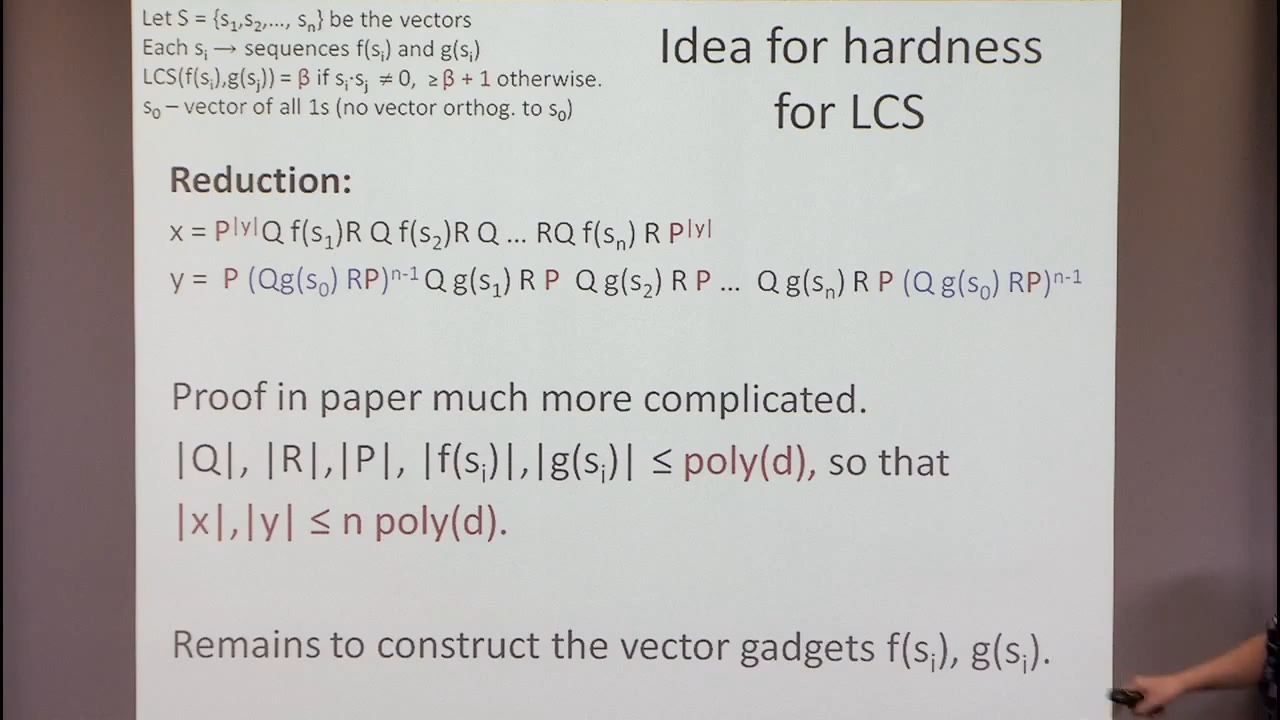 Let S = {s₁,s₂,..., sₙ} be the vectors
Each sᵢ → sequences f(sᵢ) and g(sᵢ)
LCS(f(sᵢ),g(sⱼ)) = β if sᵢ·sⱼ ≠ 0, ≥ β + 1 otherwise.
s₀ – vector of all 1s (no vector orthog. to s₀)
Idea for hardness
for LCS
Reduction:
x = P^|y| Q f(s₁)R Q f(s₂)R Q ... RQ f(sₙ) R P^|y|
y = P (Qg(s₀) RP)ⁿ⁻¹ Q g(s₁) R P Q g(s₂) R P ... Q g(sₙ) R P (Q g(s₀) RP)ⁿ⁻¹
Proof in paper much more complicated.
|Q|, |R|,|P|, |f(sᵢ)|,|g(sᵢ)| ≤ poly(d), so that
|x|,|y| ≤ n poly(d).
Remains to construct the vector gadgets f(sᵢ), g(sᵢ).